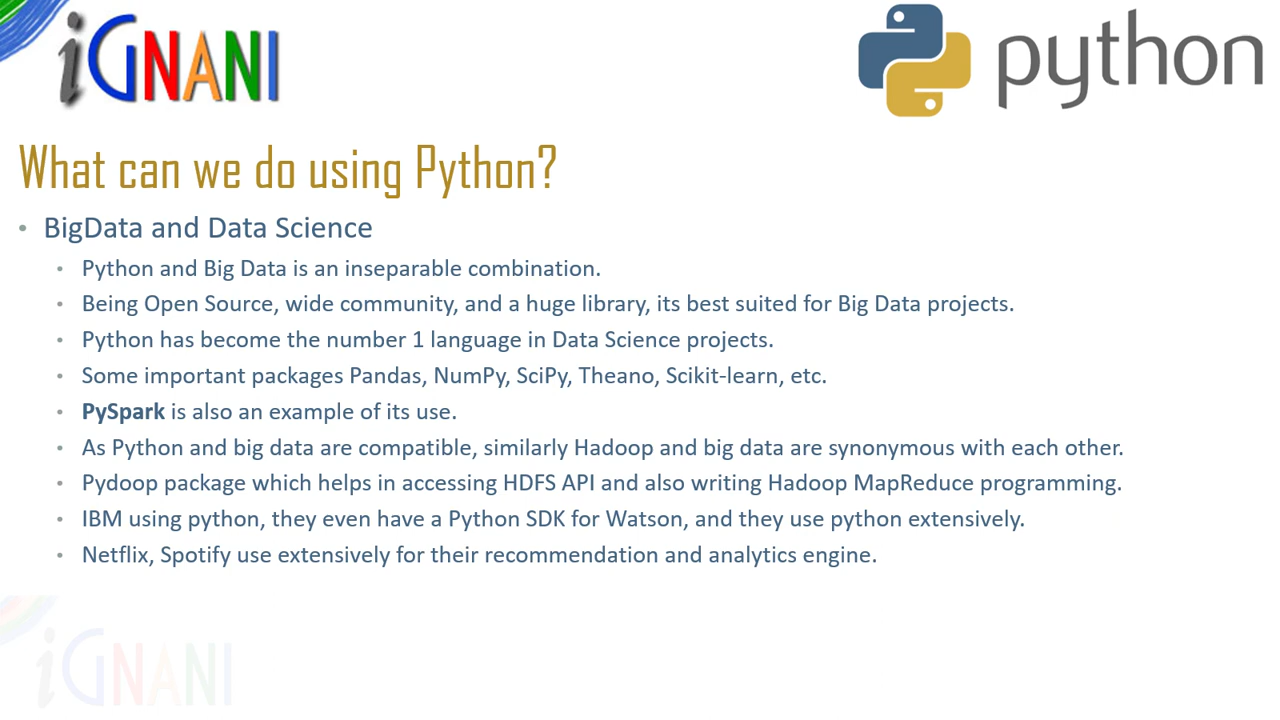 iGNANI
python
What can we do using Python?
• BigData and Data Science
• Python and Big Data is an inseparable combination.
• Being Open Source, wide community, and a huge library, its best suited for Big Data projects.
• Python has become the number 1 language in Data Science projects.
• Some important packages Pandas, NumPy, SciPy, Theano, Scikit-learn, etc.
• PySpark is also an example of its use.
• As Python and big data are compatible, similarly Hadoop and big data are synonymous with each other.
• Pydoop package which helps in accessing HDFS API and also writing Hadoop MapReduce programming.
• IBM using python, they even have a Python SDK for Watson, and they use python extensively.
• Netflix, Spotify use extensively for their recommendation and analytics engine.
iGNANI